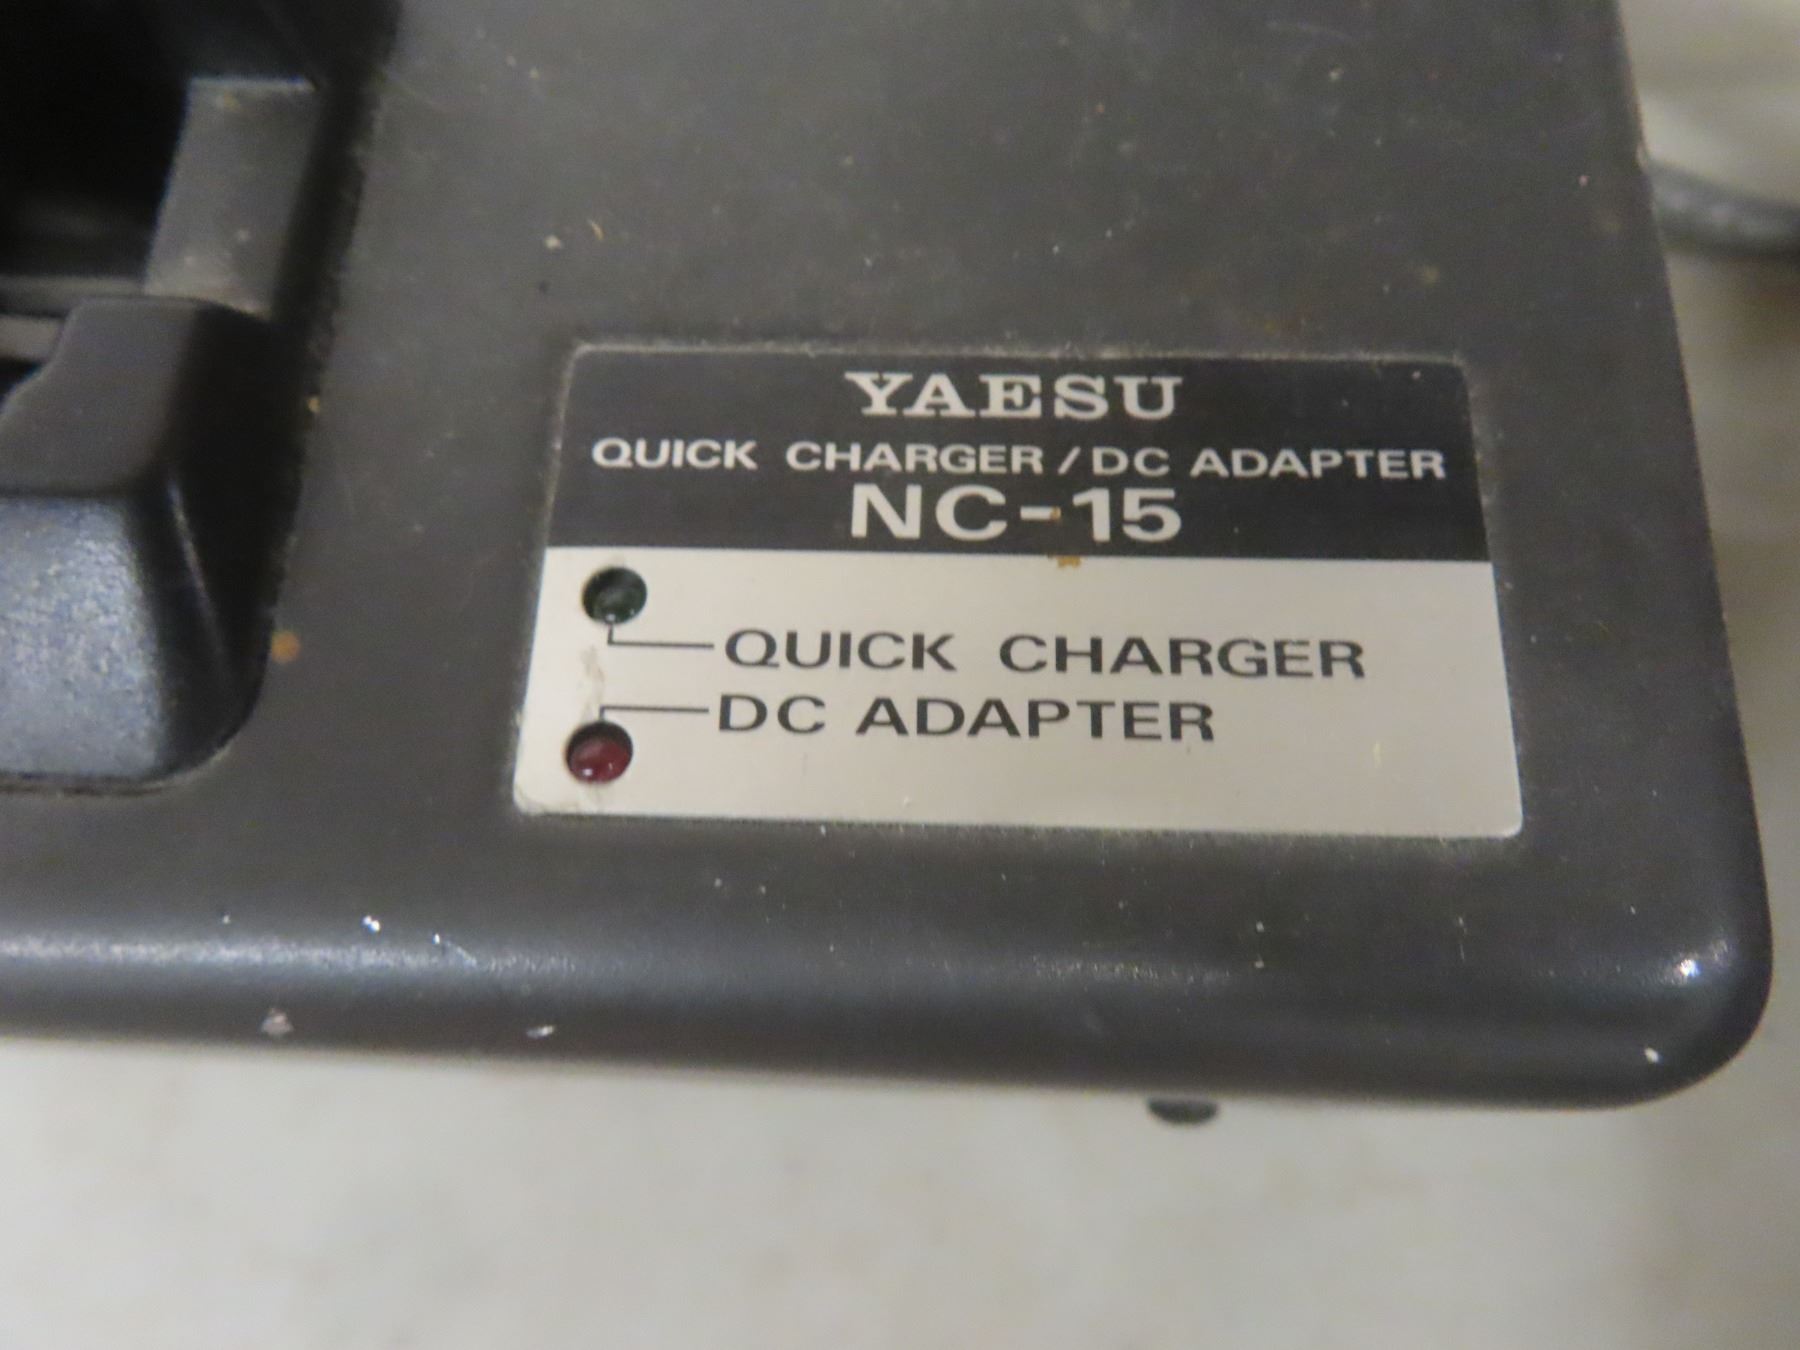 YAESU
QUICK CHARGER / DC ADAPTER
NC-15
QUICK CHARGER
DC ADAPTER